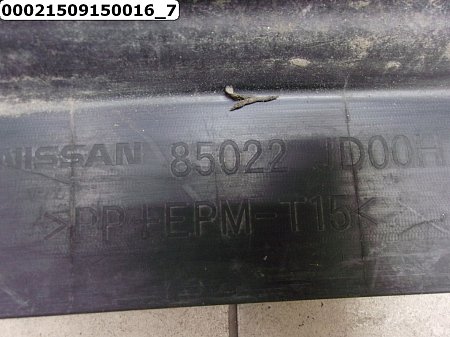 00021509150016_7
NISSAN 85022 JD00H
>PP+EPM-T15<